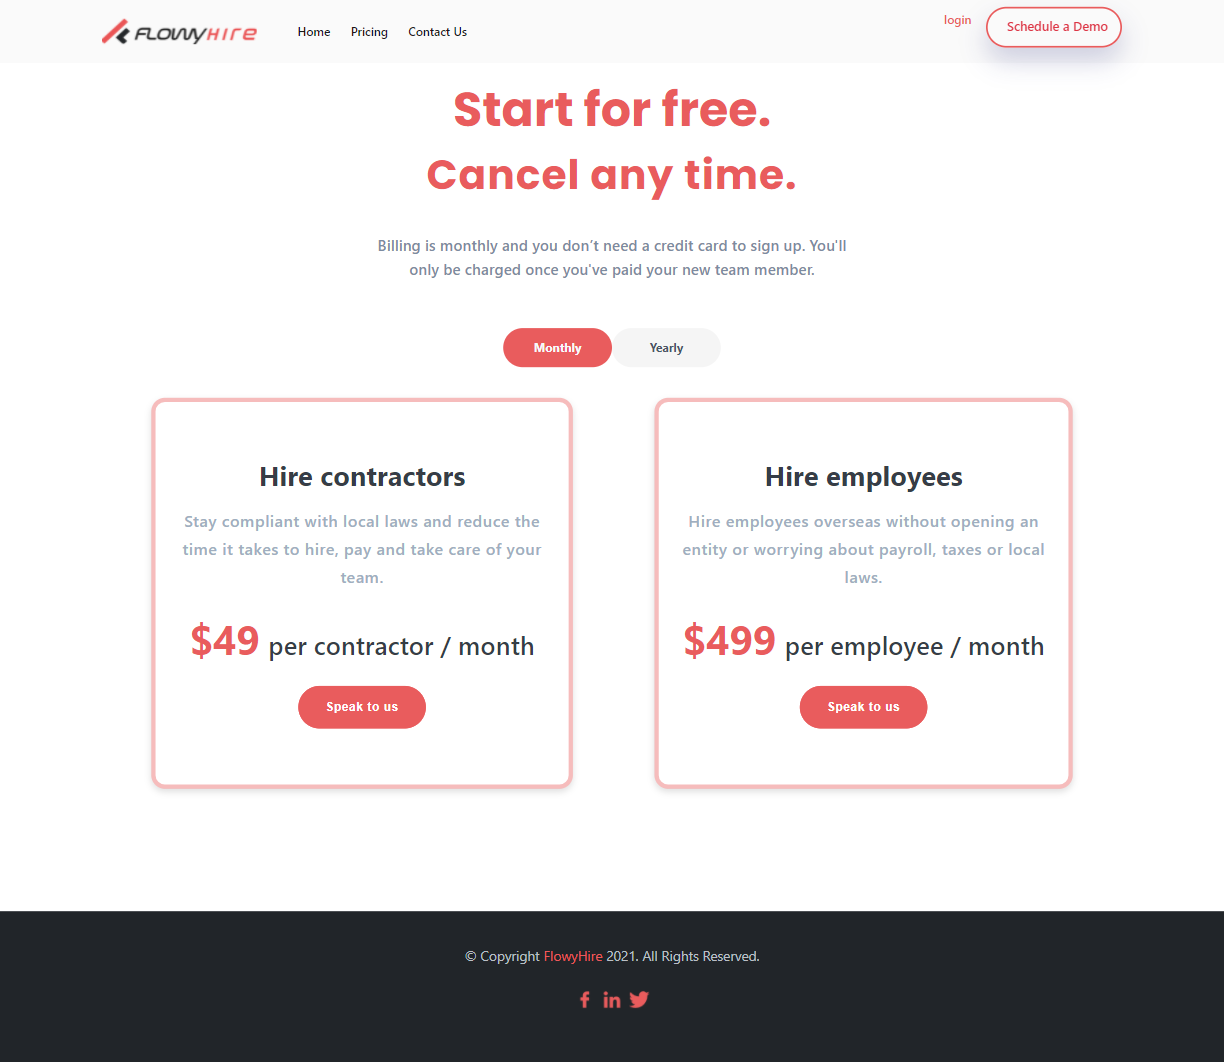 FLOWYHIRE
Home Pricing Contact Us
login
Schedule a Demo
Start for free.
Cancel any time.
Billing is monthly and you don’t need a credit card to sign up. You'll
only be charged once you've paid your new team member.
Monthly
Yearly
Hire contractors
Stay compliant with local laws and reduce the
time it takes to hire, pay and take care of your
team.
$49 per contractor / month
Speak to us
Hire employees
Hire employees overseas without opening an
entity or worrying about payroll, taxes or local
laws.
$499 per employee / month
Speak to us
© Copyright FlowyHire 2021. All Rights Reserved.